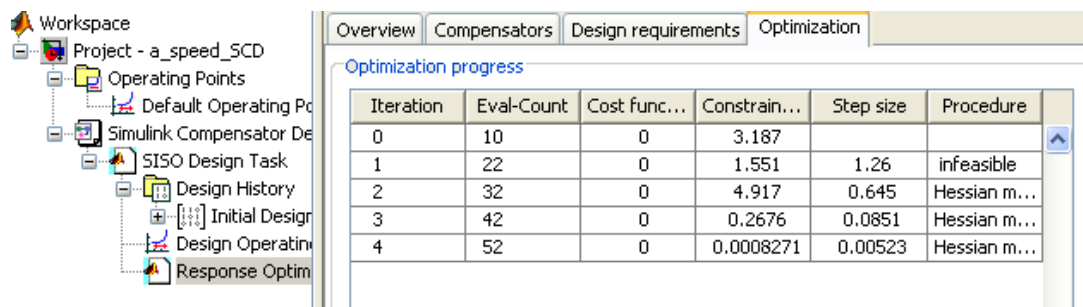 Workspace
Project - a_speed_SCD
Operating Points
Default Operating Po
Simulink Compensator De
SISO Design Task
Design History
Initial Design
Design Operatin
Response Optim
Overview Compensators Design requirements Optimization
Optimization progress
Iteration Eval-Count Cost func... Constrain... Step size Procedure
0 10 0 3.187
1 22 0 1.551 1.26 infeasible
2 32 0 4.917 0.645 Hessian m...
3 42 0 0.2676 0.0851 Hessian m...
4 52 0 0.0008271 0.00523 Hessian m...